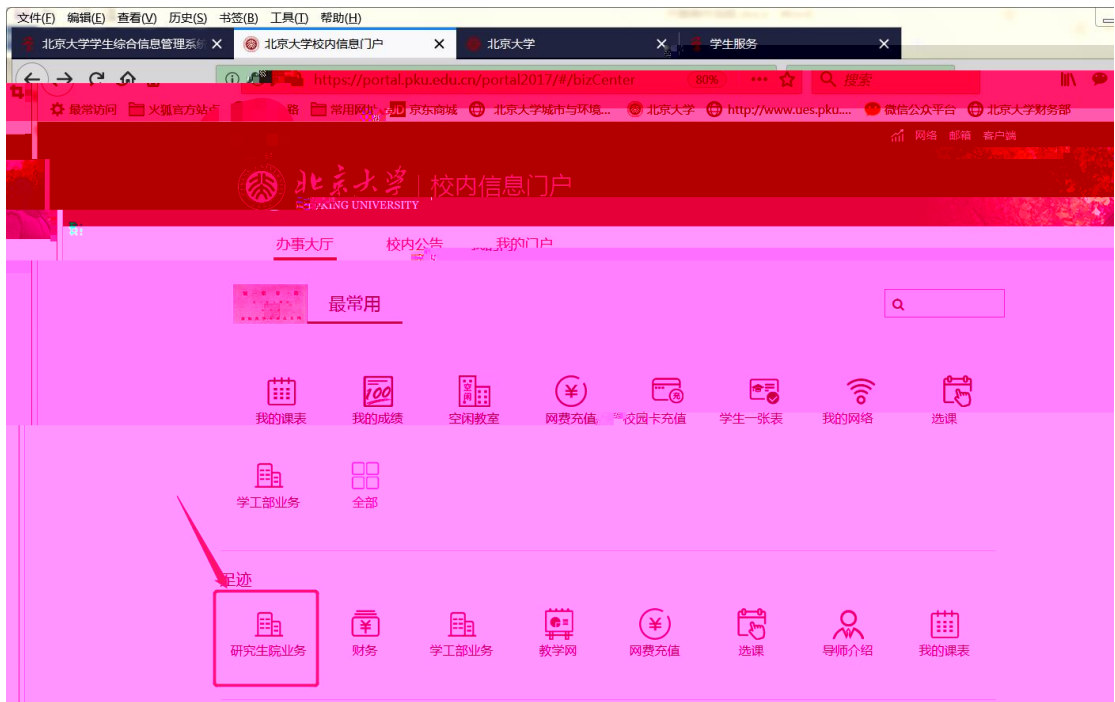 文件(F) 编辑(E) 查看(V) 历史(S) 书签(B) 工具(T) 帮助(H)
北京大学学生综合信息管理系统 × 北京大学校内信息门户 × 北京大学 × 学生服务 ×
https://portal.pku.edu.cn/portal2017/#/bizCenter 80% ••• 搜索
最常访问 火狐官方站点 常用网址 JD 京东商城 北京大学城市与环境... 北京大学 http://www.ues.pku.... 微信公众平台 北京大学财务部
网络 邮箱 客户端
北京大学 校内信息门户
KING UNIVERSITY
办事大厅 校内公告 我的门户
最常用
我的课表 我的成绩 空闲教室 网费充值 校园卡充值 学生一张表 我的网络 选课
学工部业务 全部
足迹
研究生院业务 财务 学工部业务 教学网 网费充值 选课 导师介绍 我的课表